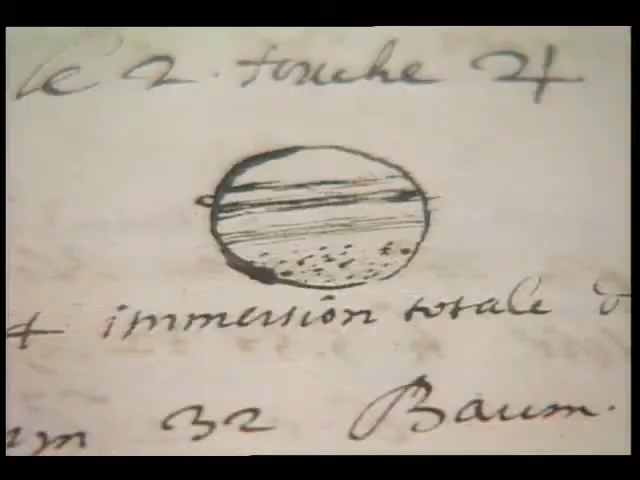 le 2 touche ♃
♃ immersion totale
32 Baum.